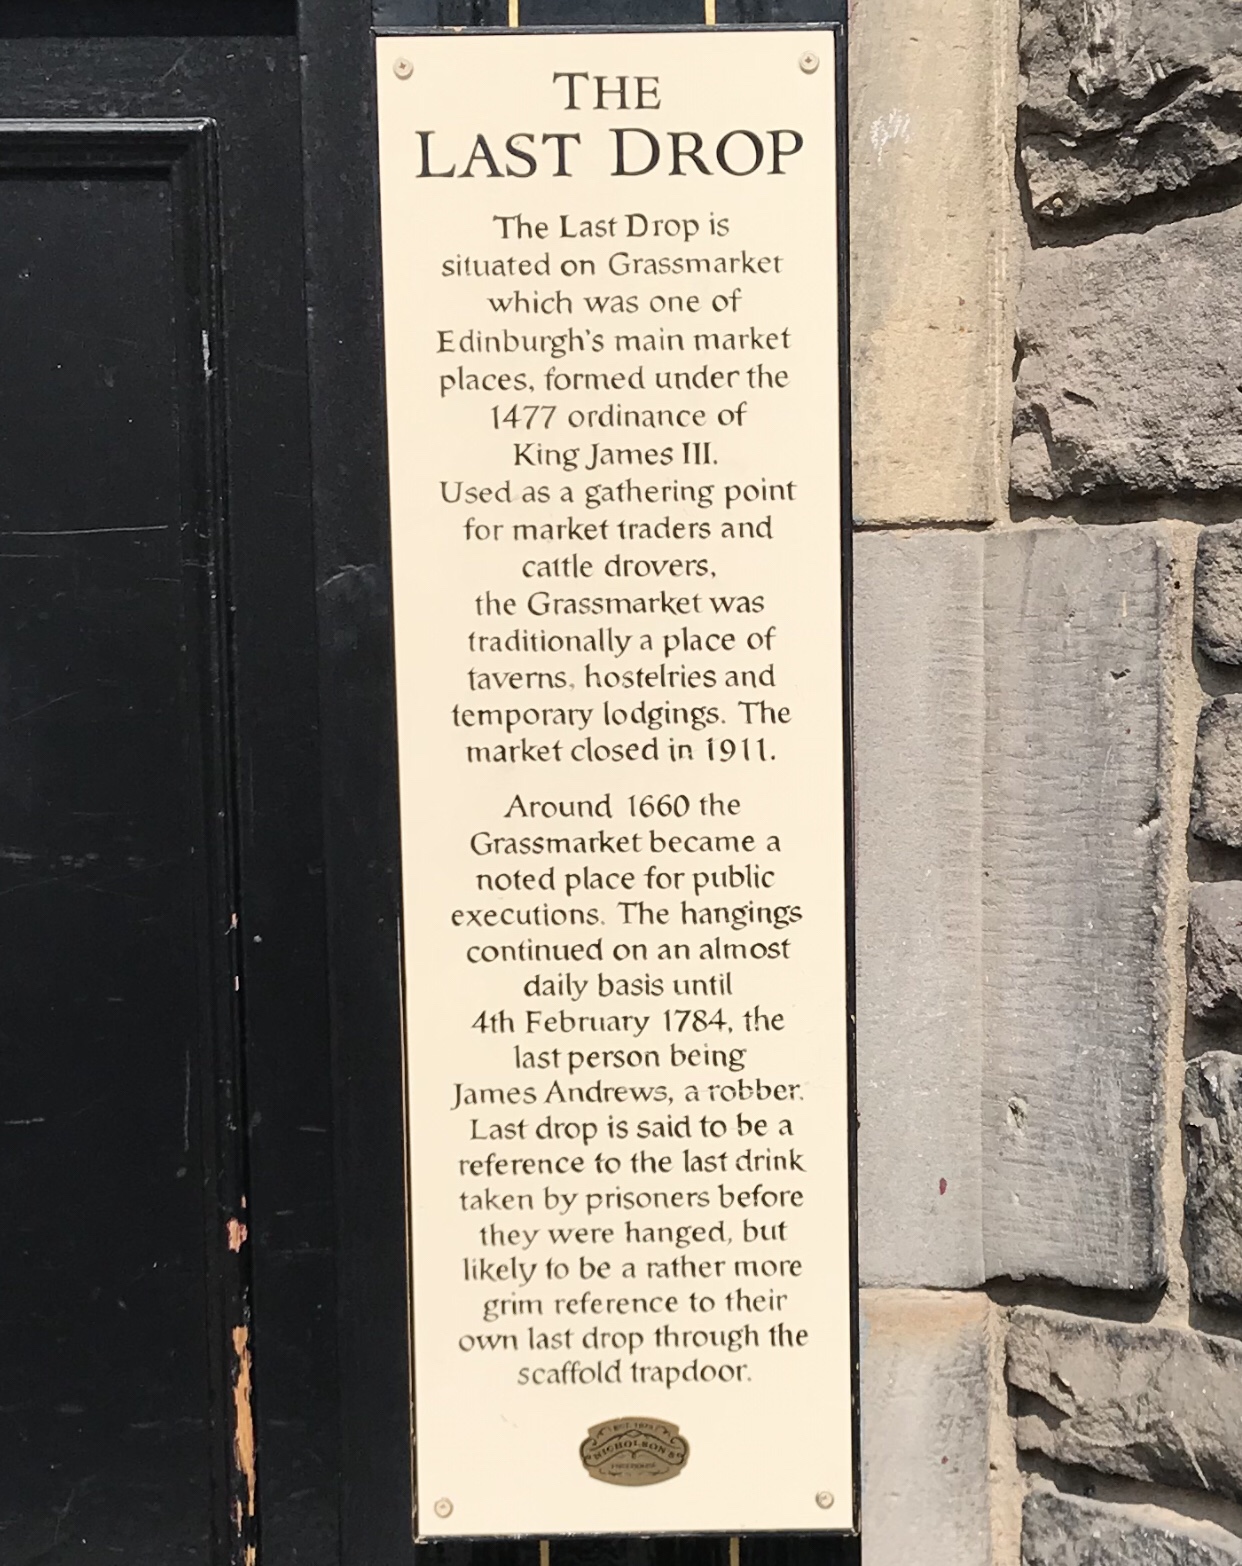 THE
LAST DROP
The Last Drop is
situated on Grassmarket
which was one of
Edinburgh's main market
places, formed under the
1477 ordinance of
King James III.
Used as a gathering point
for market traders and
cattle drovers,
the Grassmarket was
traditionally a place of
taverns, hostelries and
temporary lodgings. The
market closed in 1911.
Around 1660 the
Grassmarket became a
noted place for public
executions. The hangings
continued on an almost
daily basis until
4th February 1784, the
last person being
James Andrews, a robber.
Last drop is said to be a
reference to the last drink
taken by prisoners before
they were hanged, but
likely to be a rather more
grim reference to their
own last drop through the
scaffold trapdoor.
NICHOLSON'S